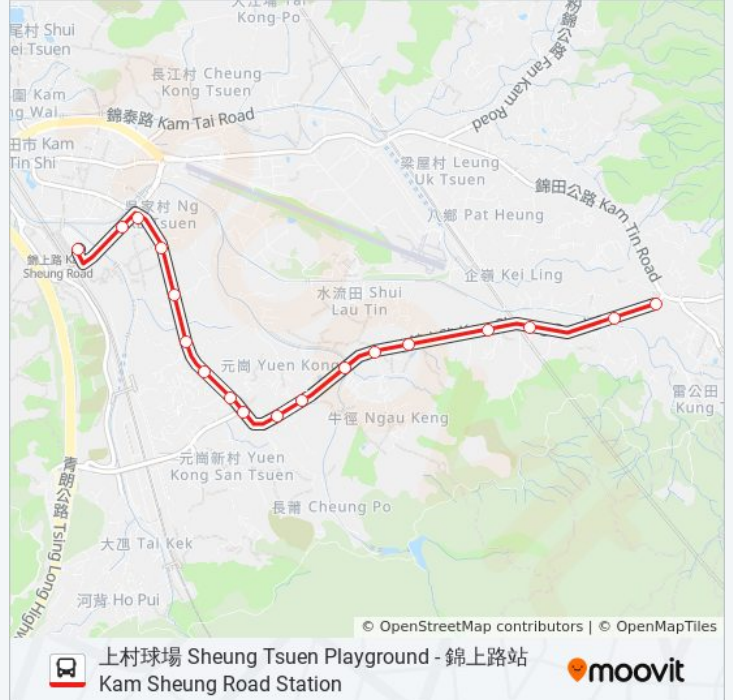 大江埔 Tai
Kong Po
尾村 Shui
ei Tsuen
粉錦公路 Fan Kam Road
長江村 Cheung
Kong Tsuen
圍 Kam
ng Wai
錦泰路 Kam Tai Road
田市 Kam
Tin Shi
梁屋村 Leung
Uk Tsuen
錦田公路 Kam Tin Road
吳家村 Ng
Tsuen
八鄉 Pat Heung
錦上路
Sheung Road
企嶺 Kei Ling
水流田 Shui
Lau Tin
元崗 Yuen Kong
雷公田
Kung
牛徑 Ngau Keng
元崗新村 Yuen
Kong San Tsuen
青朗公路 Tsing Long Highw
長莆 Cheung Po
Tai Kek
河背 Ho Pui
© OpenStreetMap contributors | © OpenMapTiles
上村球場 Sheung Tsuen Playground - 錦上路站
Kam Sheung Road Station
moovit